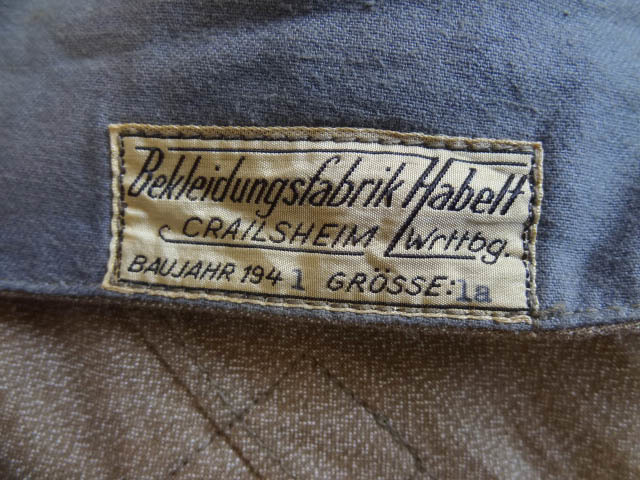 Bekleidungsfabrik Habelt
CRAILSHEIM Wrttbg.
BAUJAHR 1941 GRÖSSE: 1a